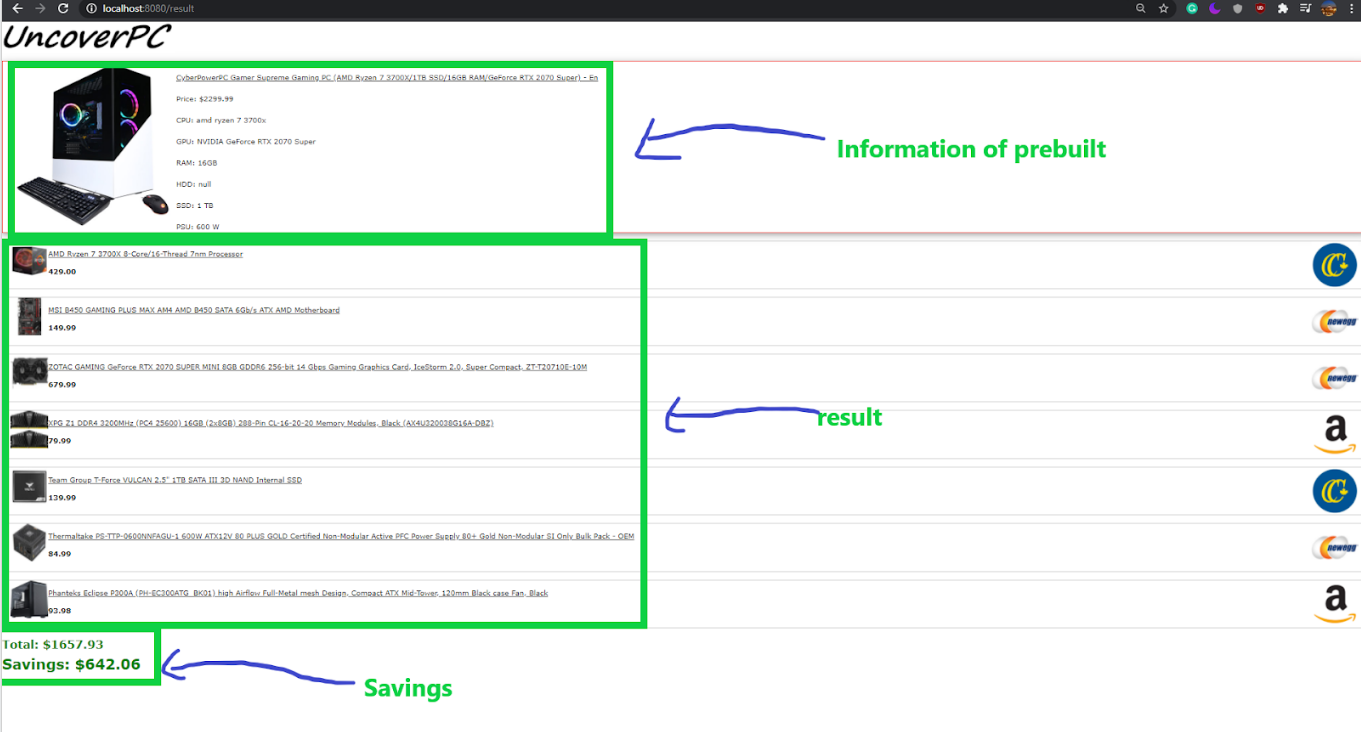 localhost:8080/result
UncoverPC
CyberPowerPC Gamer Supreme Gaming PC (AMD Ryzen 7 3700X/1TB SSD/16GB RAM/GeForce RTX 2070 Super) - En
Price: $2299.99
CPU: amd ryzen 7 3700x
GPU: NVIDIA GeForce RTX 2070 Super
RAM: 16GB
HDD: null
SSD: 1 TB
PSU: 600 W
Information of prebuilt
AMD Ryzen 7 3700X 8-Core/16-Thread 7nm Processor
429.00
MSI B450 GAMING PLUS MAX AM4 AMD B450 SATA 6Gb/s ATX AMD Motherboard
149.99
newegg
ZOTAC GAMING GeForce RTX 2070 SUPER MINI 8GB GDDR6 256-bit 14 Gbps Gaming Graphics Card, IceStorm 2.0, Super Compact, ZT-T20710E-10M
679.99
newegg
XPG Z1 DDR4 3200MHz (PC4 25600) 16GB (2x8GB) 288-Pin CL-16-20-20 Memory Modules, Black (AX4U320038G16A-DBZ)
79.99
a
result
Team Group T-Force VULCAN 2.5" 1TB SATA III 3D NAND Internal SSD
139.99
Thermaltake PS-TTP-0600NNFAGU-1 600W ATX12V 80 PLUS GOLD Certified Non-Modular Active PFC Power Supply 80+ Gold Non-Modular SI Only Bulk Pack - OEM
84.99
newegg
Phanteks Eclipse P300A (PH-EC300ATG_BK01) high Airflow Full-Metal mesh Design, Compact ATX Mid-Tower, 120mm Black case Fan, Black
93.98
a
Total: $1657.93
Savings: $642.06
Savings